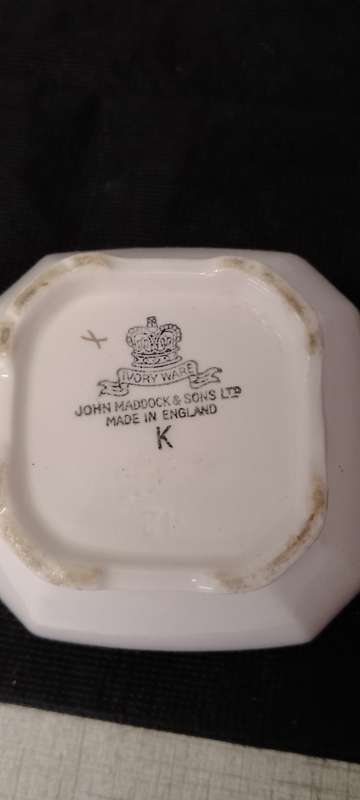 IVORY WARE
JOHN MADDOCK & SONS LTD
MADE IN ENGLAND
K